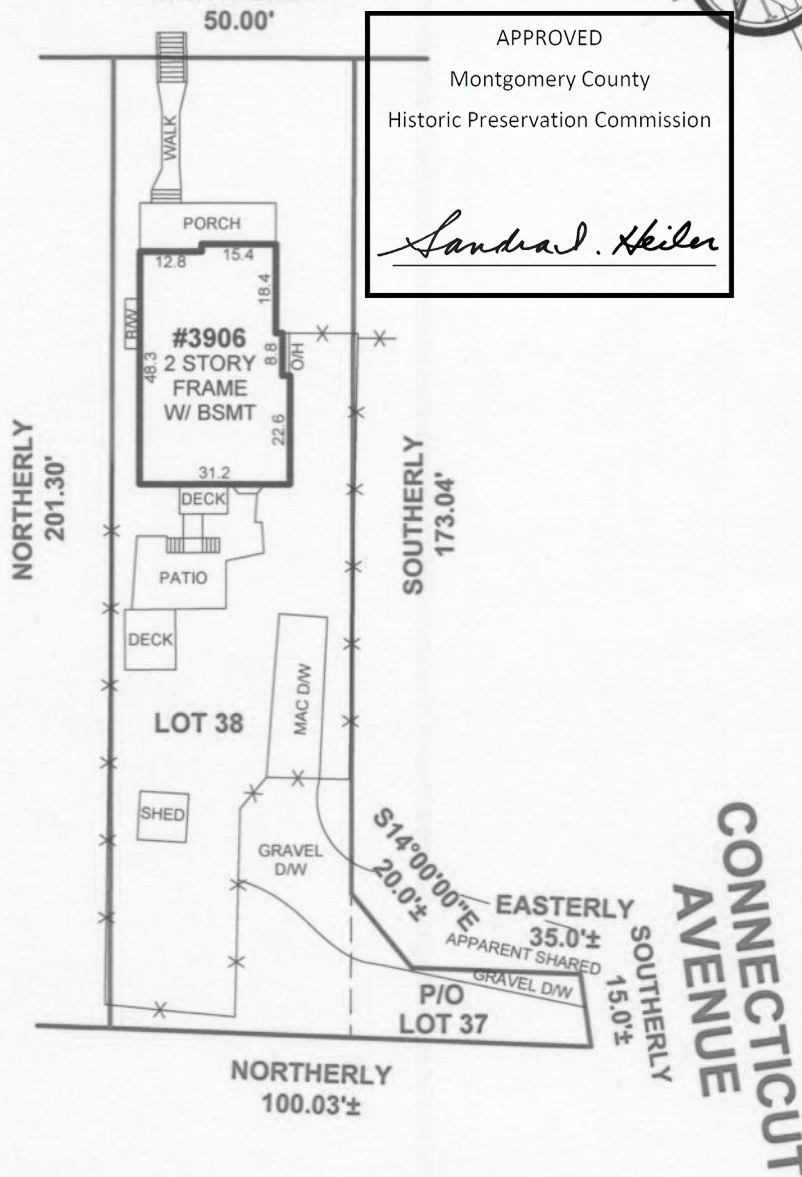 50.00'
APPROVED
Montgomery County
Historic Preservation Commission
Sandra I. Heiler
WALK
PORCH
12.8
15.4
18.4
B/W
#3906
2 STORY
FRAME
W/ BSMT
48.3
8.8
O/H
22.6
31.2
NORTHERLY
201.30'
SOUTHERLY
173.04'
DECK
PATIO
DECK
MAC D/W
LOT 38
SHED
GRAVEL
D/W
S14°00'00"E
20.0'±
EASTERLY
35.0'±
APPARENT SHARED
GRAVEL D/W
SOUTHERLY
15.0'±
P/O
LOT 37
CONNECTICUT
AVENUE
NORTHERLY
100.03'±